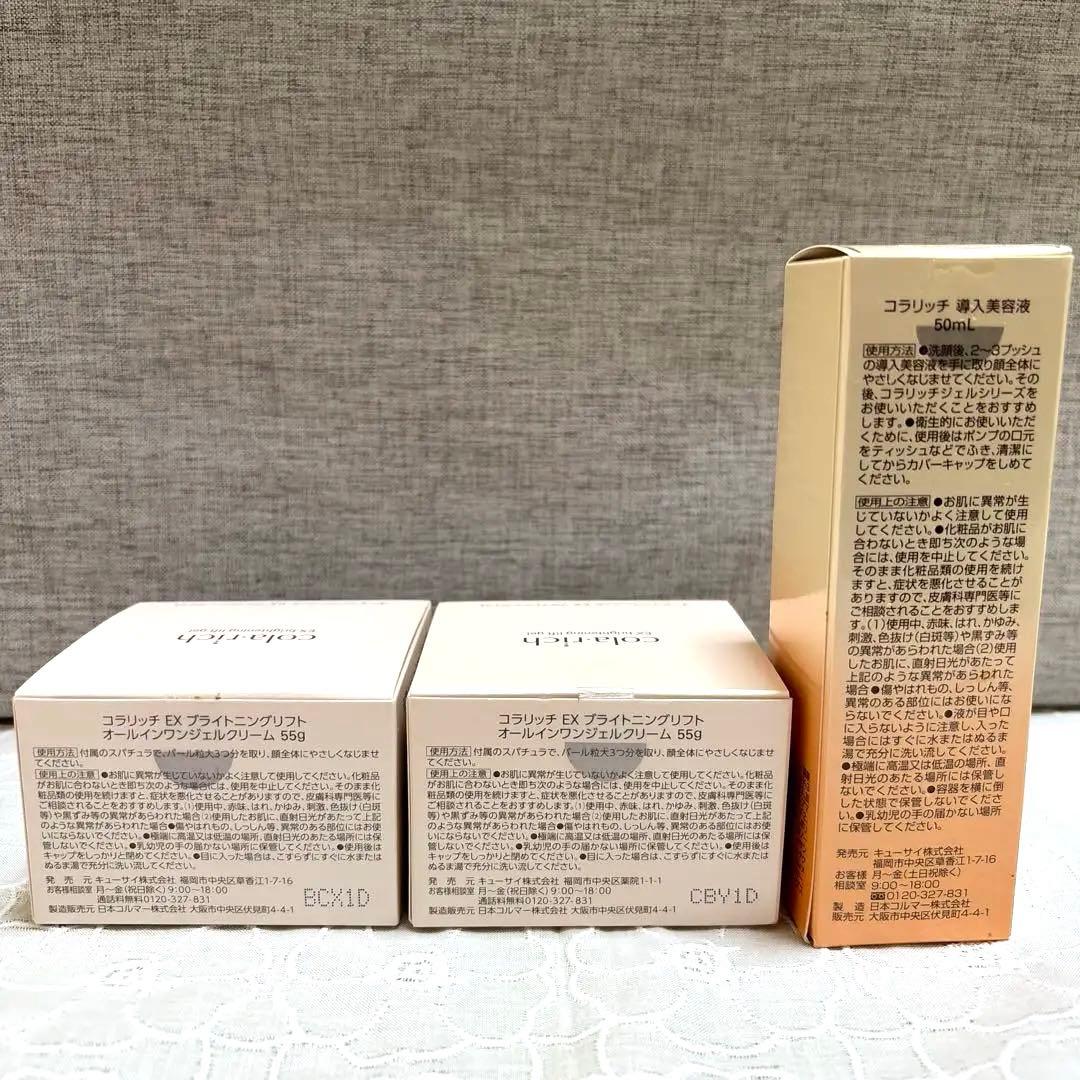 cola·rich
EX brightening lift gel
コラリッチ EX ブライトニングリフト
オールインワンジェルクリーム 55g
使用方法 付属のスパチュラで、パール粒大3つ分を取り、顔全体にやさしくなじませ
てください。
使用上の注意 ●お肌に異常が生じていないかよく注意して使用してください。化粧品
がお肌に合わないとき即ち次のような場合には、使用を中止してください。そのまま化
粧品類の使用を続けますと、症状を悪化させることがありますので、皮膚科専門医等に
ご相談されることをおすすめします。(1)使用中、赤味、はれ、かゆみ、刺激、色抜け(白斑
等)や黒ずみ等の異常があらわれた場合(2)使用したお肌に、直射日光があたって上記
のような異常があらわれた場合●傷やはれもの、しっしん等、異常のある部位にはお使
いにならないでください。●極端に高温又は低温の場所、直射日光のあたる場所には保
管しないでください。●乳幼児の手の届かない場所に保管してください。●使用後は
キャップをしっかりと閉めてください。●目に入った場合は、こすらずにすぐに水または
ぬるま湯で充分に洗い流してください。
発 売 元 キューサイ株式会社 福岡市中央区草香江1-7-16
お客様相談室 月〜金(祝日除く) 9:00〜18:00
通話料無料0120-327-831
製造販売元 日本コルマー株式会社 大阪市中央区伏見町4-4-1
BCX1D
cola·rich
EX brightening lift gel
コラリッチ EX ブライトニングリフト
オールインワンジェルクリーム 55g
使用方法 付属のスパチュラで、パール粒大3つ分を取り、顔全体にやさしくなじませ
てください。
使用上の注意 ●お肌に異常が生じていないかよく注意して使用してください。化粧品
がお肌に合わないとき即ち次のような場合には、使用を中止してください。そのまま化
粧品類の使用を続けますと、症状を悪化させることがありますので、皮膚科専門医等に
ご相談されることをおすすめします。(1)使用中、赤味、はれ、かゆみ、刺激、色抜け(白斑
等)や黒ずみ等の異常があらわれた場合(2)使用したお肌に、直射日光があたって上記
のような異常があらわれた場合●傷やはれもの、しっしん等、異常のある部位にはお使
いにならないでください。●極端に高温又は低温の場所、直射日光のあたる場所には保
管しないでください。●乳幼児の手の届かない場所に保管してください。●使用後は
キャップをしっかりと閉めてください。●目に入った場合は、こすらずにすぐに水または
ぬるま湯で充分に洗い流してください。
発 売 元 キューサイ株式会社 福岡市中央区薬院1-1-1
お客様相談室 月〜金(祝日除く) 9:00〜18:00
通話料無料0120-327-831
製造販売元 日本コルマー株式会社 大阪市中央区伏見町4-4-1
CBY1D
コラリッチ 導入美容液
50mL
使用方法 ●洗顔後、2〜3プッシュ
の導入美容液を手に取り顔全体に
やさしくなじませてください。その
後、コラリッチジェルシリーズを
お使いいただくことをおすすめ
します。●衛生的にお使いいただ
くために、使用後はポンプの口元
をティッシュなどでふき、清潔に
してからカバーキャップをしめて
ください。
使用上の注意 ●お肌に異常が生
じていないかよく注意して使用
してください。●化粧品がお肌に
合わないとき即ち次のような場
合には、使用を中止してください。
そのまま化粧品類の使用を続け
ますと、症状を悪化させることが
ありますので、皮膚科専門医等に
ご相談されることをおすすめしま
す。(1)使用中、赤味、はれ、かゆみ、
刺激、色抜け(白斑等)や黒ずみ等
の異常があらわれた場合(2)使用
したお肌に、直射日光があたって
上記のような異常があらわれた
場合●傷やはれもの、しっしん等、
異常のある部位にはお使いになら
ないでください。●液が目や口
に入らないように注意し、入った
場合にはすぐに水またはぬるま
湯で充分に洗い流してください。
●極端に高温又は低温の場所、直
射日光のあたる場所には保管し
ないでください。●容器を横に倒
した状態で保管しないでくださ
い。●乳幼児の手の届かない場所
に保管してください。
発売元 キューサイ株式会社
福岡市中央区草香江1-7-16
お客様 月〜金(土日祝除く)
相談室 9:00〜18:00
0120-327-831
製 造 日本コルマー株式会社
販売元 大阪市中央区伏見町4-4-1